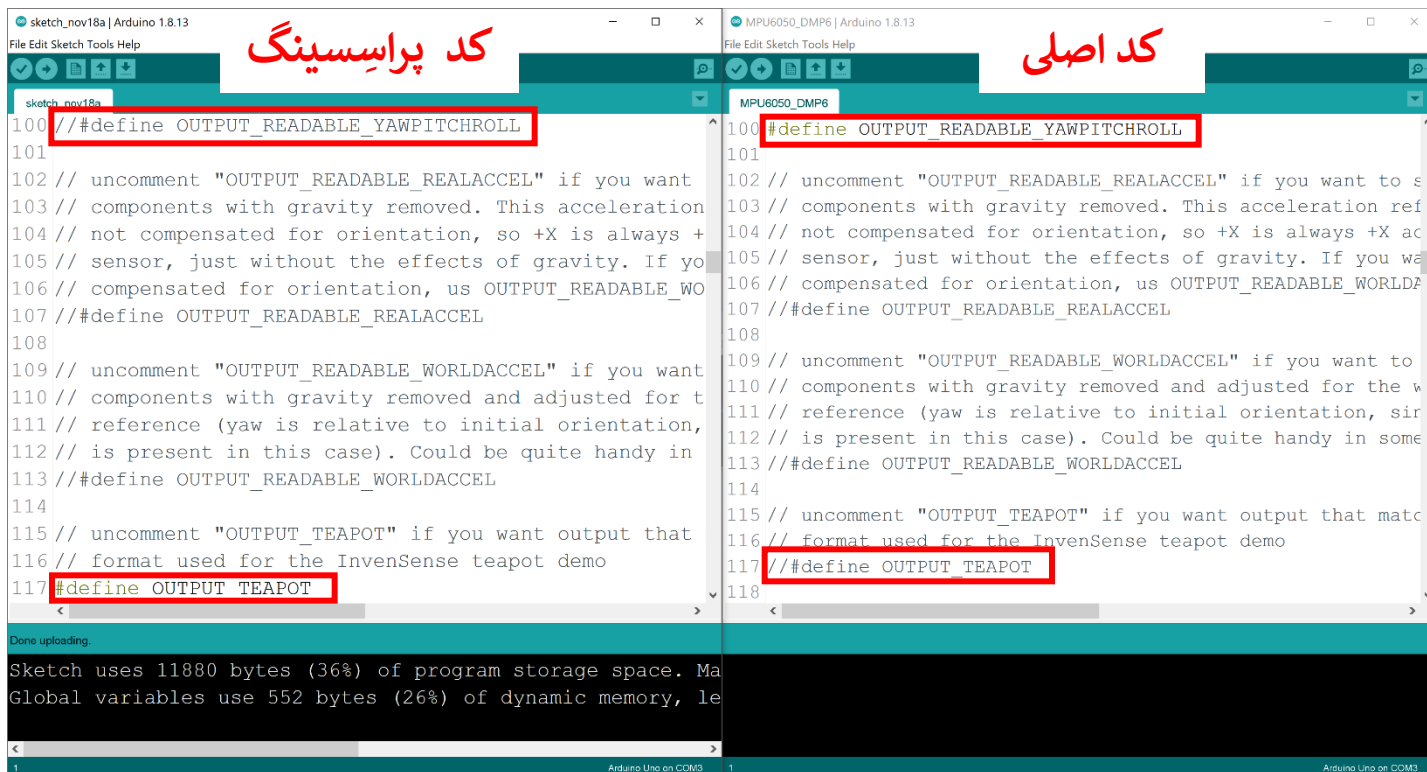 sketch_nov18a | Arduino 1.8.13
File Edit Sketch Tools Help
کد پراسِسینگ
sketch_nov18a
100 //#define OUTPUT_READABLE_YAWPITCHROLL
101
102 // uncomment "OUTPUT_READABLE_REALACCEL" if you want
103 // components with gravity removed. This acceleration
104 // not compensated for orientation, so +X is always +
105 // sensor, just without the effects of gravity. If yo
106 // compensated for orientation, us OUTPUT_READABLE_WO
107 //#define OUTPUT_READABLE_REALACCEL
108
109 // uncomment "OUTPUT_READABLE_WORLDACCEL" if you want
110 // components with gravity removed and adjusted for t
111 // reference (yaw is relative to initial orientation,
112 // is present in this case). Could be quite handy in
113 //#define OUTPUT_READABLE_WORLDACCEL
114
115 // uncomment "OUTPUT_TEAPOT" if you want output that
116 // format used for the InvenSense teapot demo
117 #define OUTPUT_TEAPOT
Done uploading.
Sketch uses 11880 bytes (36%) of program storage space. Ma
Global variables use 552 bytes (26%) of dynamic memory, le
1
Arduino Uno on COM3
MPU6050_DMP6 | Arduino 1.8.13
File Edit Sketch Tools Help
کد اصلی
MPU6050_DMP6
100 #define OUTPUT_READABLE_YAWPITCHROLL
101
102 // uncomment "OUTPUT_READABLE_REALACCEL" if you want to s
103 // components with gravity removed. This acceleration ref
104 // not compensated for orientation, so +X is always +X ac
105 // sensor, just without the effects of gravity. If you wa
106 // compensated for orientation, us OUTPUT_READABLE_WORLDA
107 //#define OUTPUT_READABLE_REALACCEL
108
109 // uncomment "OUTPUT_READABLE_WORLDACCEL" if you want to
110 // components with gravity removed and adjusted for the w
111 // reference (yaw is relative to initial orientation, sin
112 // is present in this case). Could be quite handy in some
113 //#define OUTPUT_READABLE_WORLDACCEL
114
115 // uncomment "OUTPUT_TEAPOT" if you want output that matc
116 // format used for the InvenSense teapot demo
117 //#define OUTPUT_TEAPOT
118
1
Arduino Uno on COM3